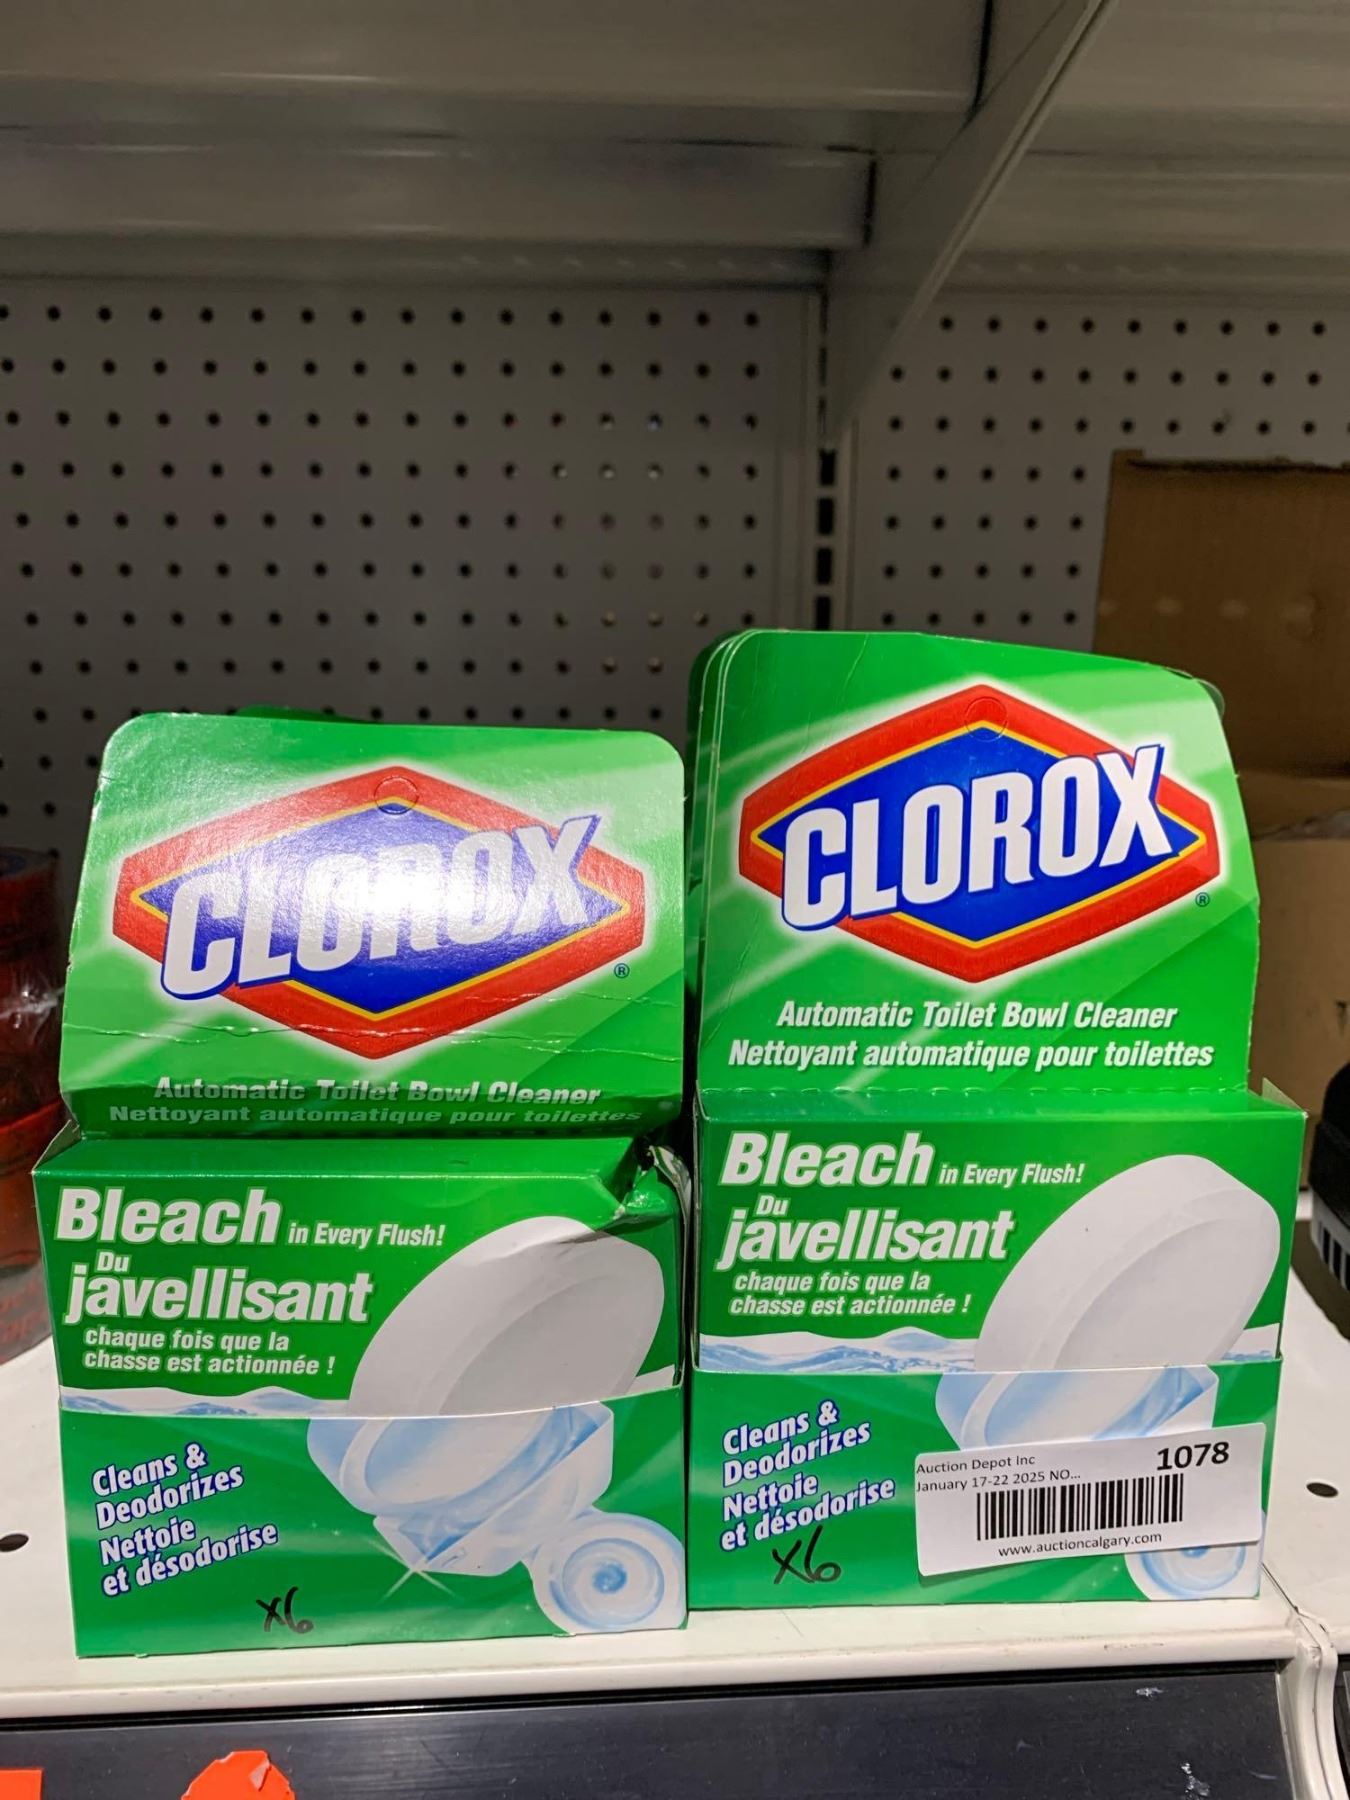 CLOROX
®
Automatic Toilet Bowl Cleaner
Nettoyant automatique pour toilettes
Bleach in Every Flush!
Du
javellisant
chaque fois que la
chasse est actionnée !
Cleans &
Deodorizes
Nettoie
et désodorise
X6
CLOROX
®
Automatic Toilet Bowl Cleaner
Nettoyant automatique pour toilettes
Bleach in Every Flush!
Du
javellisant
chaque fois que la
chasse est actionnée !
Cleans &
Deodorizes
Nettoie
et désodorise
X6
Auction Depot Inc
1078
January 17-22 2025 NO...
www.auctioncalgary.com